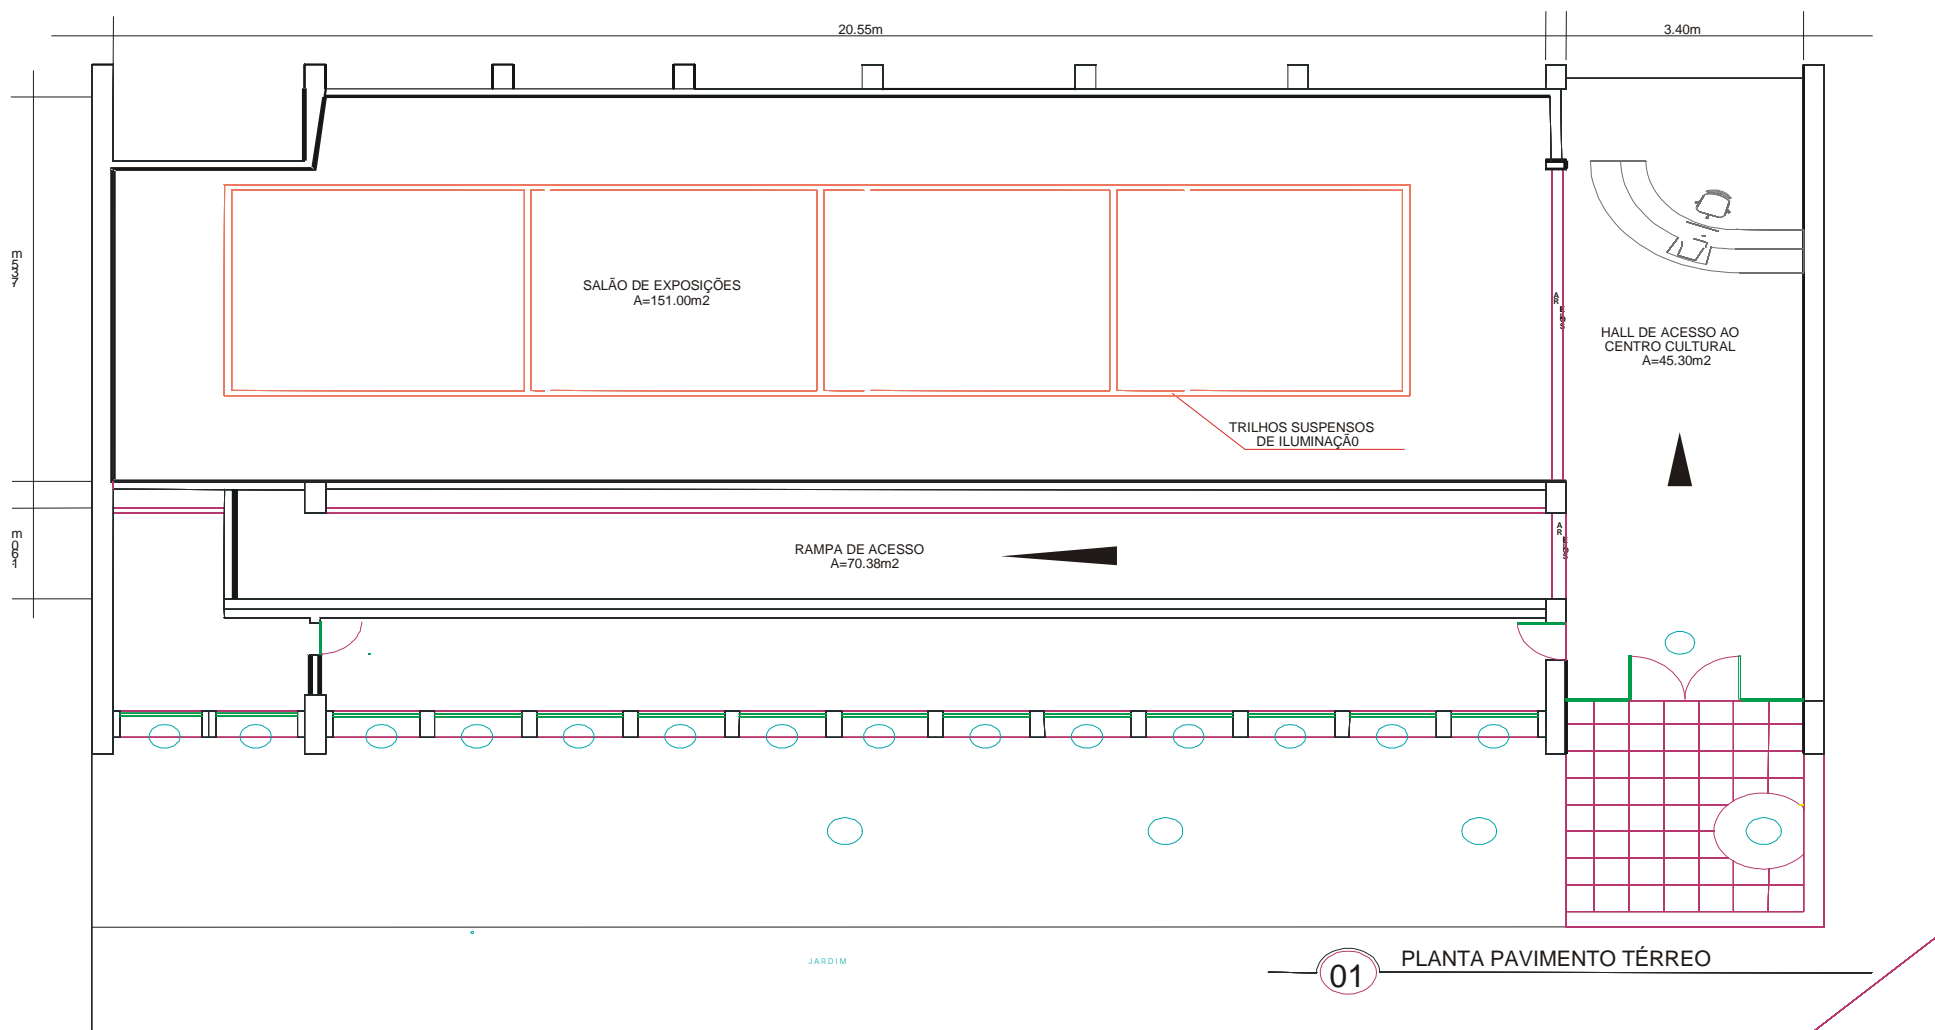 20.55m
3.40m
SALÃO DE EXPOSIÇÕES
A=151.00m2
HALL DE ACESSO AO
CENTRO CULTURAL
A=45.30m2
TRILHOS SUSPENSOS
DE ILUMINAÇÃ0
RAMPA DE ACESSO
A=70.38m2
JARDIM
01
PLANTA PAVIMENTO TÉRREO